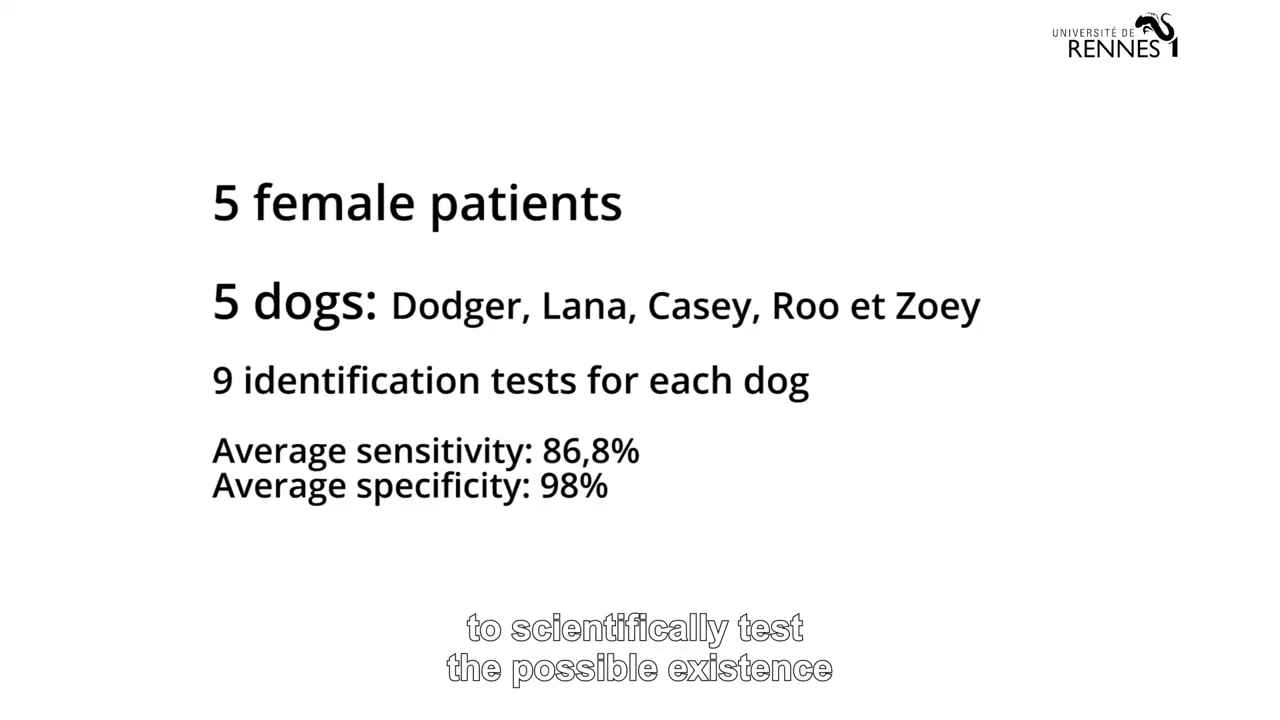 UNIVERSITÉ DE
RENNES 1
5 female patients
5 dogs: Dodger, Lana, Casey, Roo et Zoey
9 identification tests for each dog
Average sensitivity: 86,8%
Average specificity: 98%
to scientifically test
the possible existence